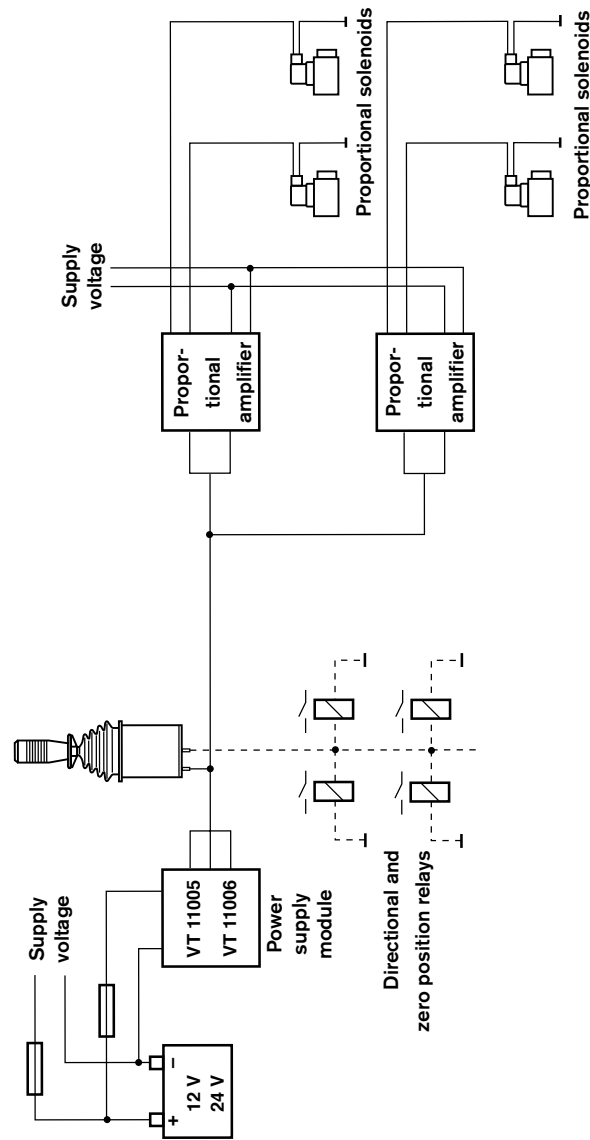 Supply
voltage
+
–
12 V
24 V
VT 11005
VT 11006
Power
supply
module
Directional and
zero position relays
Supply
voltage
Propor-
tional
amplifier
Propor-
tional
amplifier
Proportional solenoids
Proportional solenoids